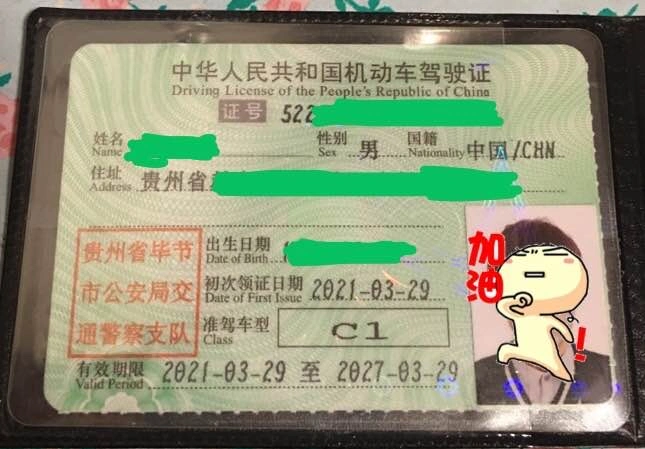 中华人民共和国机动车驾驶证
Driving License of the People's Republic of China
证号 522
姓名 性别 男 国籍 中国/CHN
Name Sex Nationality
住址 贵州省
Address
贵州省毕节
市公安局交
通警察支队
出生日期
Date of Birth
初次领证日期 2021-03-29
Date of First Issue
准驾车型 C1
Class
有效期限 2021-03-29 至 2027-03-29
Valid Period
加油
!